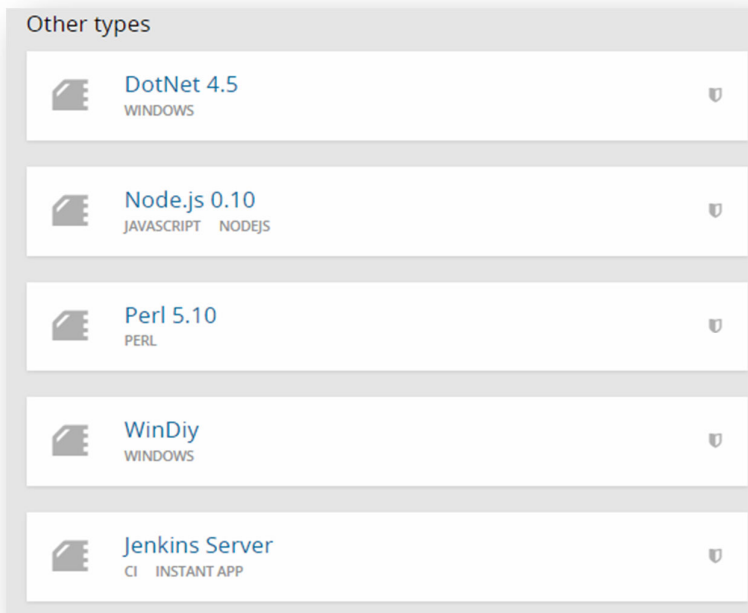 Other types
DotNet 4.5
WINDOWS
Node.js 0.10
JAVASCRIPT NODEJS
Perl 5.10
PERL
WinDiy
WINDOWS
Jenkins Server
CI INSTANT APP